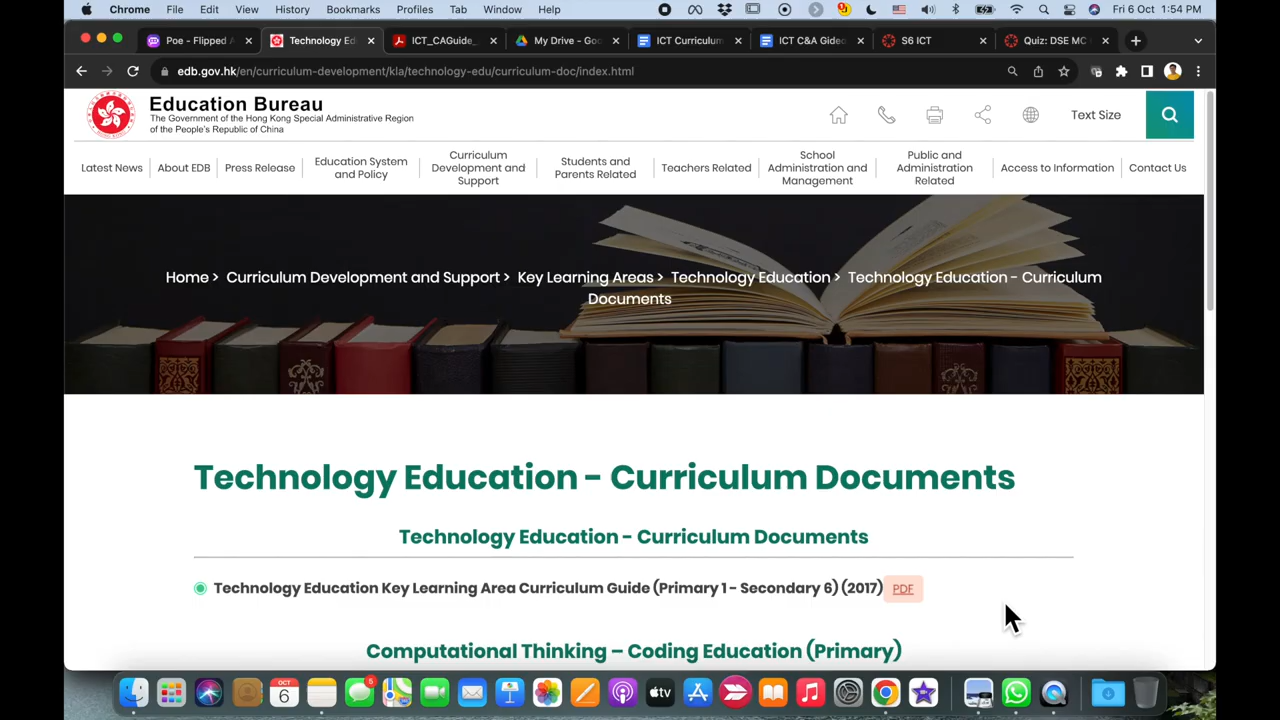 Chrome File Edit View History Bookmarks Profiles Tab Window Help Fri 6 Oct 1:54 PM
Poe - Flipped A Technology Ed ICT_CAGuide_ My Drive - Goo ICT Curriculum ICT C&A Gideo S6 ICT Quiz: DSE MC
edb.gov.hk/en/curriculum-development/kla/technology-edu/curriculum-doc/index.html
Education Bureau
The Government of the Hong Kong Special Administrative Region
of the People's Republic of China
Text Size
Latest News
About EDB
Press Release
Education System
and Policy
Curriculum
Development and
Support
Students and
Parents Related
Teachers Related
School
Administration and
Management
Public and
Administration
Related
Access to Information
Contact Us
Home > Curriculum Development and Support > Key Learning Areas > Technology Education > Technology Education - Curriculum
Documents
Technology Education - Curriculum Documents
Technology Education - Curriculum Documents
Technology Education Key Learning Area Curriculum Guide (Primary 1 - Secondary 6) (2017) PDF
Computational Thinking – Coding Education (Primary)
OCT
6
5
tv